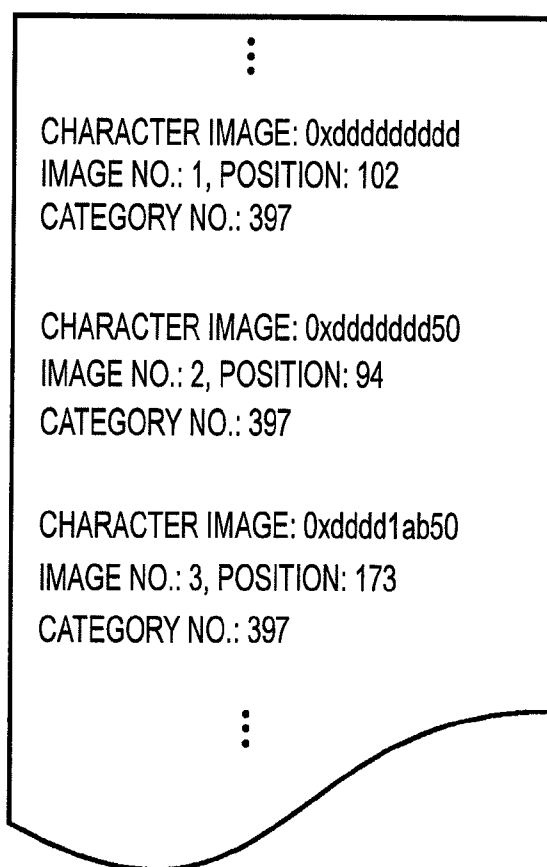 CHARACTER IMAGE: 0xddddddddd
IMAGE NO.: 1, POSITION: 102
CATEGORY NO.: 397
CHARACTER IMAGE: 0xddddddd50
IMAGE NO.: 2, POSITION: 94
CATEGORY NO.: 397
CHARACTER IMAGE: 0xdddd1ab50
IMAGE NO.: 3, POSITION: 173
CATEGORY NO.: 397